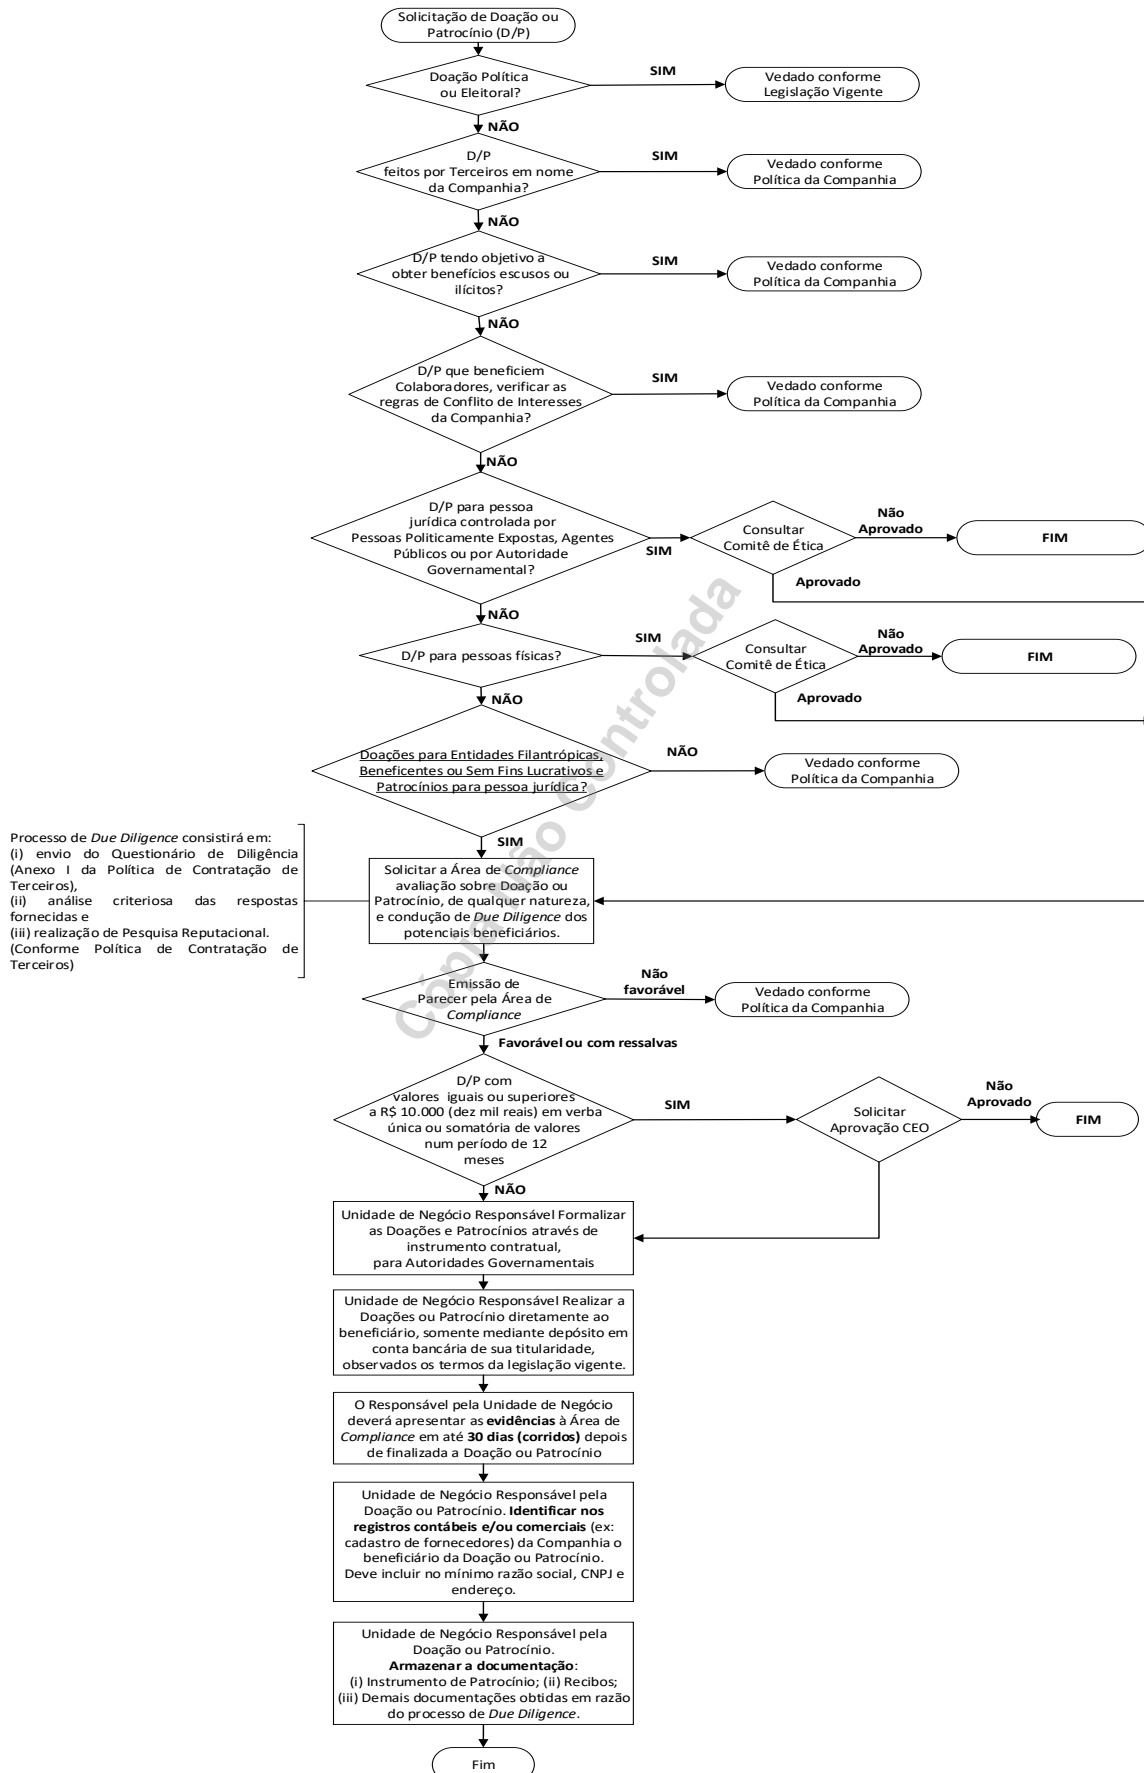 Solicitação de Doação ou
Patrocínio (D/P)
Doação Política
ou Eleitoral?
SIM
Vedado conforme
Legislação Vigente
NÃO
D/P
feitos por Terceiros em nome
da Companhia?
SIM
Vedado conforme
Política da Companhia
NÃO
D/P tendo objetivo a
obter benefícios escusos ou
ilícitos?
SIM
Vedado conforme
Política da Companhia
NÃO
D/P que beneficiem
Colaboradores, verificar as
regras de Conflito de Interesses
da Companhia?
SIM
Vedado conforme
Política da Companhia
NÃO
D/P para pessoa
jurídica controlada por
Pessoas Politicamente Expostas, Agentes
Públicos ou por Autoridade
Governamental?
SIM
Consultar
Comitê de Ética
Não
Aprovado
FIM
Aprovado
NÃO
D/P para pessoas físicas?
SIM
Consultar
Comitê de Ética
Não
Aprovado
FIM
Aprovado
NÃO
Doações para Entidades Filantrópicas,
Beneficentes ou Sem Fins Lucrativos e
Patrocínios para pessoa jurídica?
NÃO
Vedado conforme
Política da Companhia
SIM
Processo de Due Diligence consistirá em:
(i) envio do Questionário de Diligência
(Anexo I da Política de Contratação de
Terceiros),
(ii) análise criteriosa das respostas
fornecidas e
(iii) realização de Pesquisa Reputacional.
(Conforme Política de Contratação de
Terceiros)
Solicitar a Área de Compliance
avaliação sobre Doação ou
Patrocínio, de qualquer natureza,
e condução de Due Diligence dos
potenciais beneficiários.
Emissão de
Parecer pela Área de
Compliance
Não
favorável
Vedado conforme
Política da Companhia
Favorável ou com ressalvas
D/P com
valores iguais ou superiores
a R$ 10.000 (dez mil reais) em verba
única ou somatória de valores
num período de 12
meses
SIM
Solicitar
Aprovação CEO
Não
Aprovado
FIM
NÃO
Unidade de Negócio Responsável Formalizar
as Doações e Patrocínios através de
instrumento contratual,
para Autoridades Governamentais
Unidade de Negócio Responsável Realizar a
Doações ou Patrocínio diretamente ao
beneficiário, somente mediante depósito em
conta bancária de sua titularidade,
observados os termos da legislação vigente.
O Responsável pela Unidade de Negócio
deverá apresentar as evidências à Área de
Compliance em até 30 dias (corridos) depois
de finalizada a Doação ou Patrocínio
Unidade de Negócio Responsável pela
Doação ou Patrocínio. Identificar nos
registros contábeis e/ou comerciais (ex:
cadastro de fornecedores) da Companhia o
beneficiário da Doação ou Patrocínio.
Deve incluir no mínimo razão social, CNPJ e
endereço.
Unidade de Negócio Responsável pela
Doação ou Patrocínio.
Armazenar a documentação:
(i) Instrumento de Patrocínio; (ii) Recibos;
(iii) Demais documentações obtidas em razão
do processo de Due Diligence.
Fim
Cópia Não Controlada